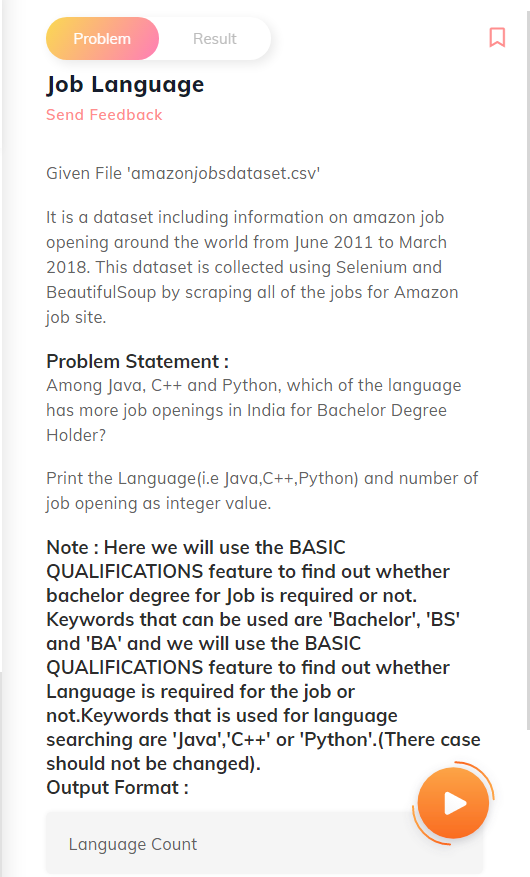 Problem
Result
Job Language
Send Feedback
Given File 'amazonjobsdataset.csv'
It is a dataset including information on amazon job
opening around the world from June 2011 to March
2018. This dataset is collected using Selenium and
BeautifulSoup by scraping all of the jobs for Amazon
job site.
Problem Statement :
Among Java, C++ and Python, which of the language
has more job openings in India for Bachelor Degree
Holder?
Print the Language(i.e Java,C++,Python) and number of
job opening as integer value.
Note : Here we will use the BASIC
QUALIFICATIONS feature to find out whether
bachelor degree for Job is required or not.
Keywords that can be used are 'Bachelor', 'BS'
and 'BA' and we will use the BASIC
QUALIFICATIONS feature to find out whether
Language is required for the job or
not.Keywords that is used for language
searching are 'Java','C++' or 'Python'.(There case
should not be changed).
Output Format :
Language Count